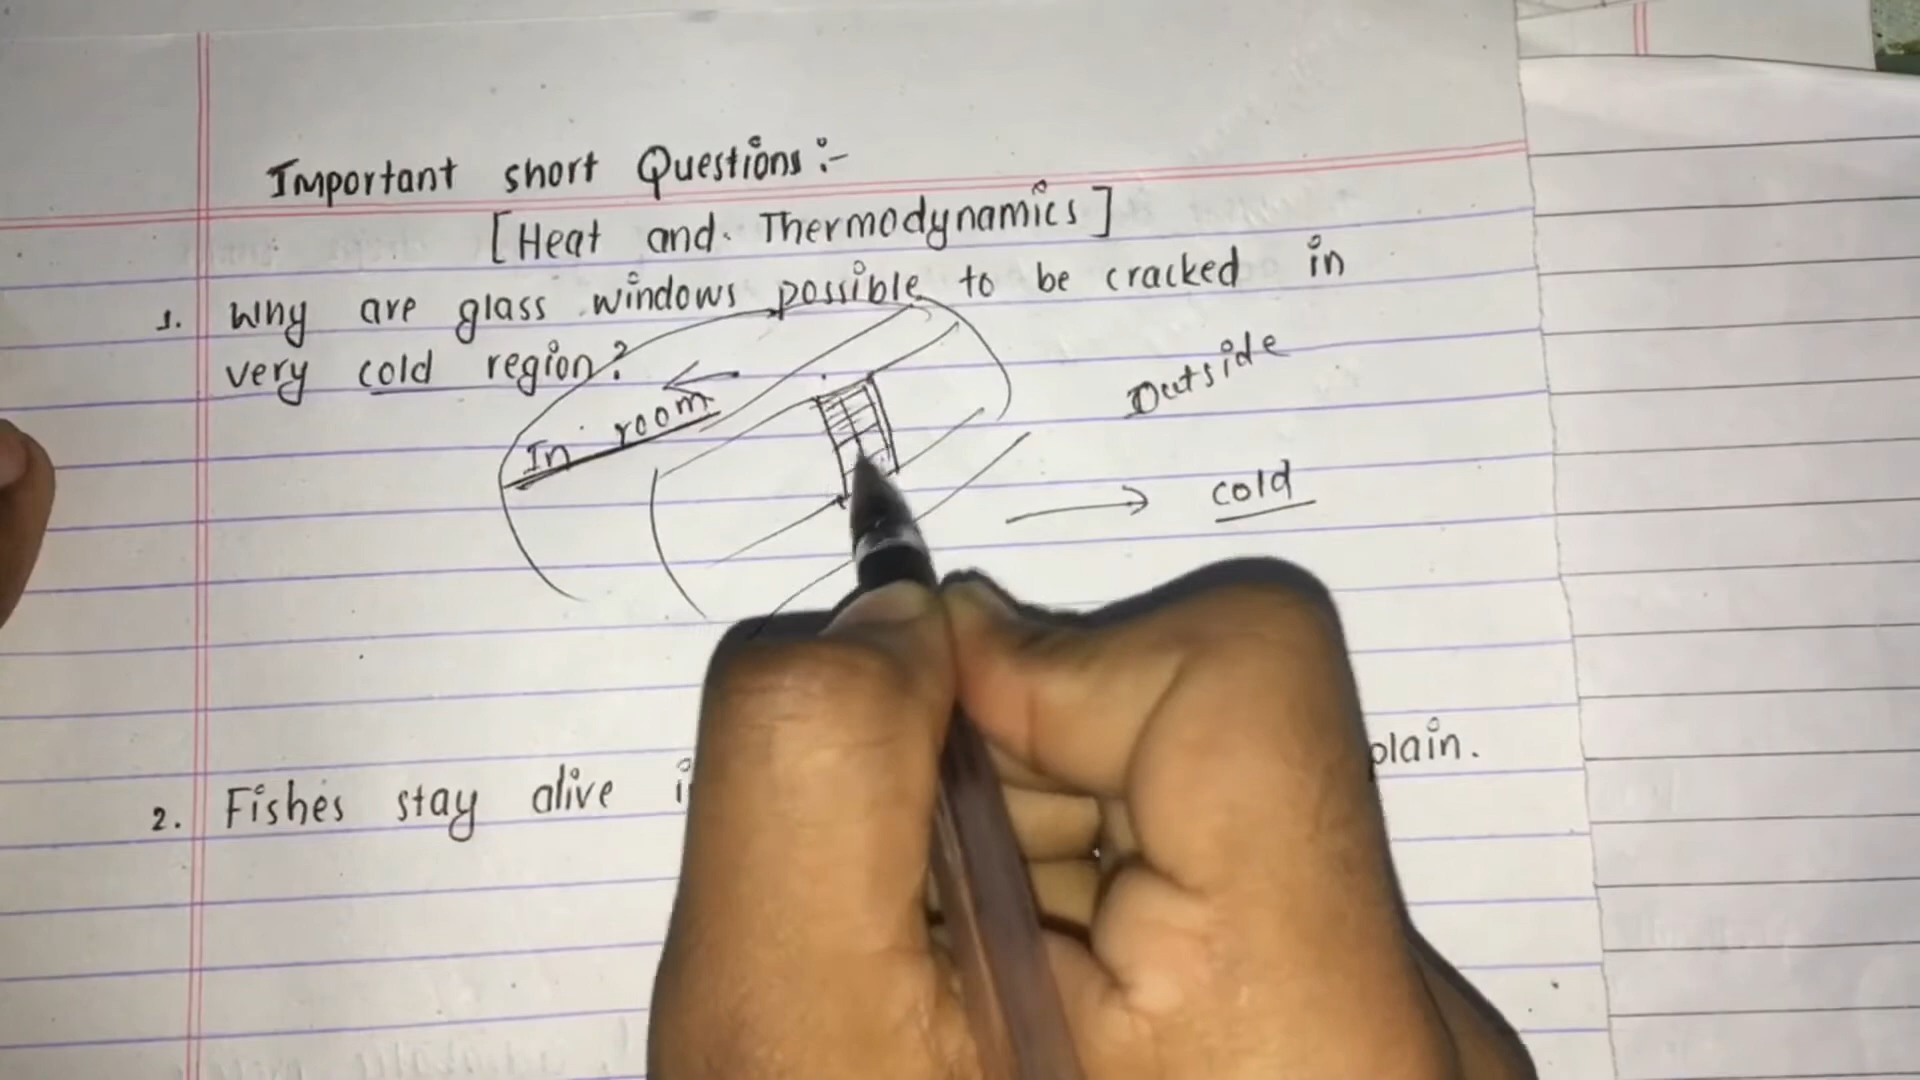 Important short Questions :-
[Heat and Thermodynamics]
1. Why are glass windows possible to be cracked in
very cold region?
In room
Outside
cold
2. Fishes stay alive
plain.